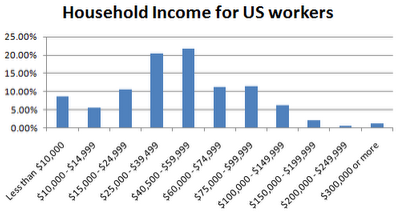 Household Income for US workers
25.00%
20.00%
15.00%
10.00%
5.00%
0.00%
Less than $10,000
$10,000 - $14,999
$15,000 - $24,999
$25,000 - $39,499
$40,500 - $59,999
$60,000 - $74,999
$75,000 - $99,999
$100,000 - $149,999
$150,000 - $199,999
$200,000 - $249,999
$300,000 or more